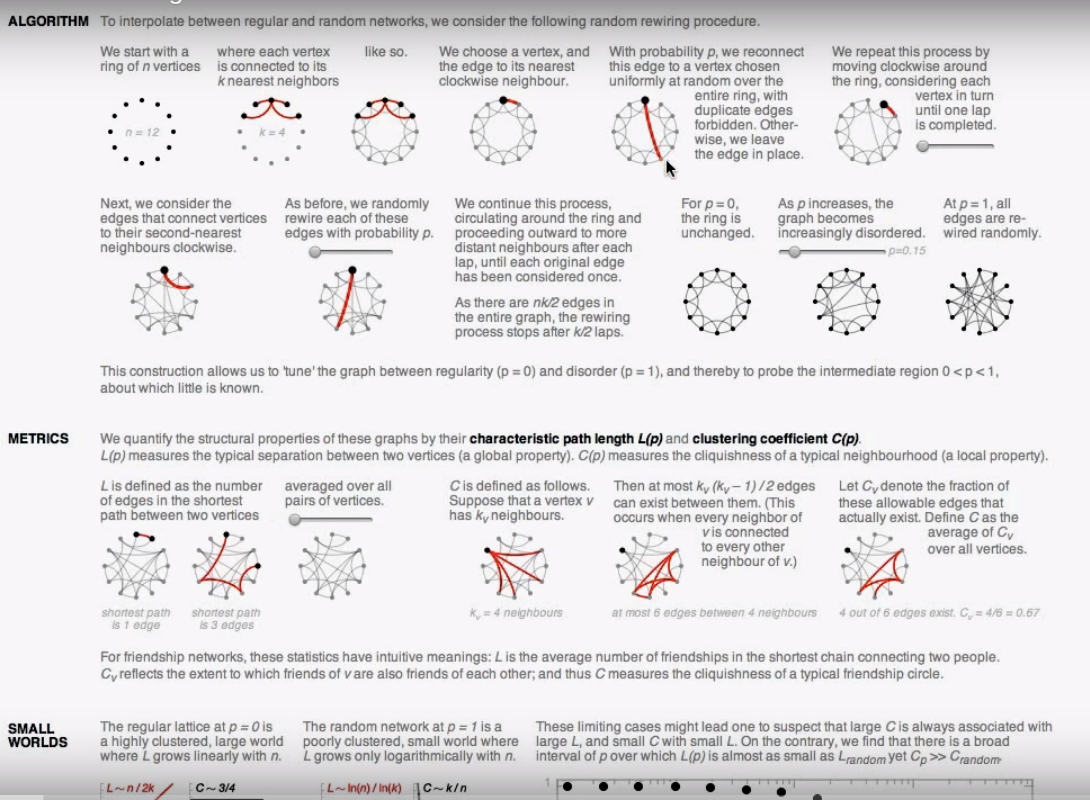 ALGORITHM
To interpolate between regular and random networks, we consider the following random rewiring procedure.
We start with a
ring of n vertices
n = 12
where each vertex
is connected to its
k nearest neighbors
k = 4
like so.
We choose a vertex, and
the edge to its nearest
clockwise neighbour.
With probability p, we reconnect
this edge to a vertex chosen
uniformly at random over the
entire ring, with
duplicate edges
forbidden. Other-
wise, we leave
the edge in place.
We repeat this process by
moving clockwise around
the ring, considering each
vertex in turn
until one lap
is completed.
Next, we consider the
edges that connect vertices
to their second-nearest
neighbours clockwise.
As before, we randomly
rewire each of these
edges with probability p.
We continue this process,
circulating around the ring and
proceeding outward to more
distant neighbours after each
lap, until each original edge
has been considered once.
As there are nk/2 edges in
the entire graph, the rewiring
process stops after k/2 laps.
For p = 0,
the ring is
unchanged.
As p increases, the
graph becomes
increasingly disordered.
p=0.15
At p = 1, all
edges are re-
wired randomly.
This construction allows us to 'tune' the graph between regularity (p = 0) and disorder (p = 1), and thereby to probe the intermediate region 0 < p < 1,
about which little is known.
METRICS
We quantify the structural properties of these graphs by their characteristic path length L(p) and clustering coefficient C(p).
L(p) measures the typical separation between two vertices (a global property). C(p) measures the cliquishness of a typical neighbourhood (a local property).
L is defined as the number
of edges in the shortest
path between two vertices
shortest path
is 1 edge
shortest path
is 3 edges
averaged over all
pairs of vertices.
C is defined as follows.
Suppose that a vertex v
has kv neighbours.
kv = 4 neighbours
Then at most kv (kv – 1) / 2 edges
can exist between them. (This
occurs when every neighbor of
v is connected
to every other
neighbour of v.)
at most 6 edges between 4 neighbours
Let Cv denote the fraction of
these allowable edges that
actually exist. Define C as the
average of Cv
over all vertices.
4 out of 6 edges exist. Cv = 4/6 = 0.67
For friendship networks, these statistics have intuitive meanings: L is the average number of friendships in the shortest chain connecting two people.
Cv reflects the extent to which friends of v are also friends of each other; and thus C measures the cliquishness of a typical friendship circle.
SMALL
WORLDS
The regular lattice at p = 0 is
a highly clustered, large world
where L grows linearly with n.
The random network at p = 1 is a
poorly clustered, small world where
L grows only logarithmically with n.
These limiting cases might lead one to suspect that large C is always associated with
large L, and small C with small L. On the contrary, we find that there is a broad
interval of p over which L(p) is almost as small as Lrandom yet Cp >> Crandom.
L ~ n / 2k
C ~ 3/4
L ~ ln(n) / ln(k)
C ~ k / n
1